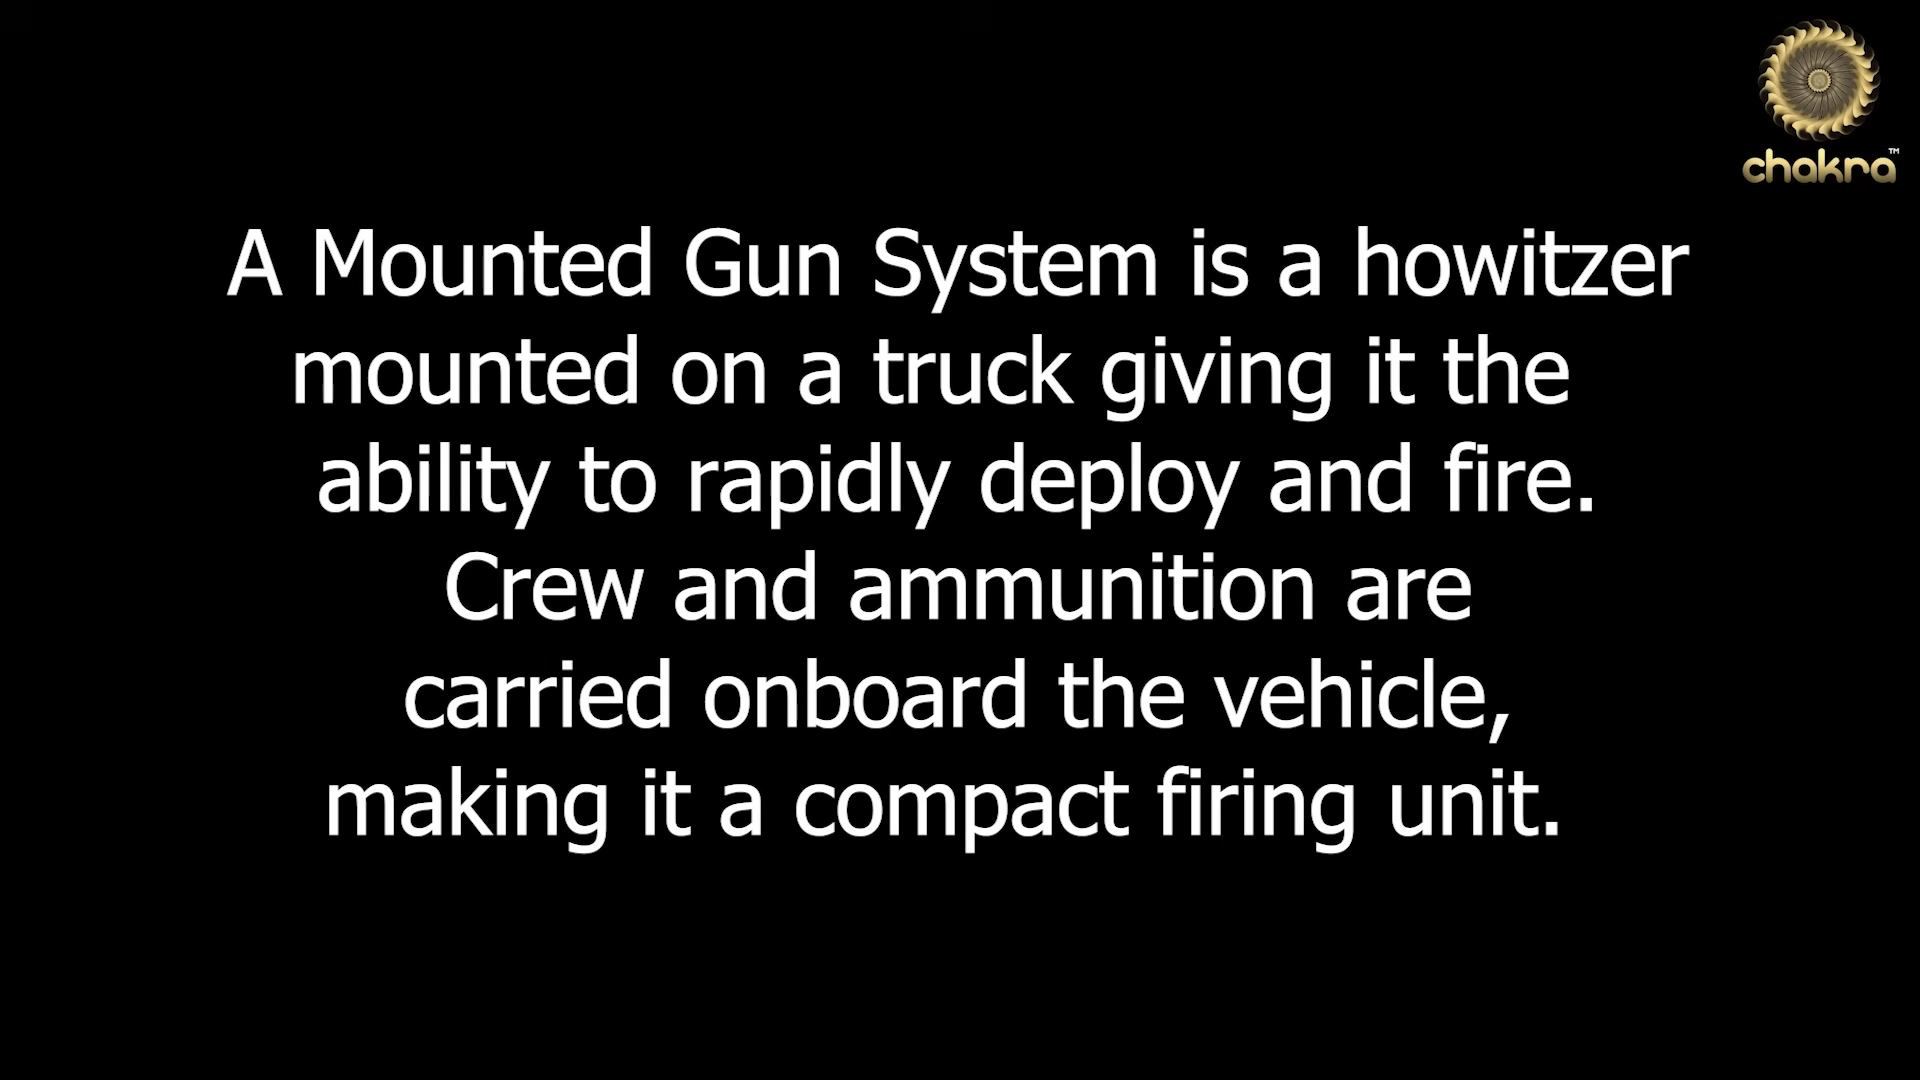 chakra™
A Mounted Gun System is a howitzer
mounted on a truck giving it the
ability to rapidly deploy and fire.
Crew and ammunition are
carried onboard the vehicle,
making it a compact firing unit.